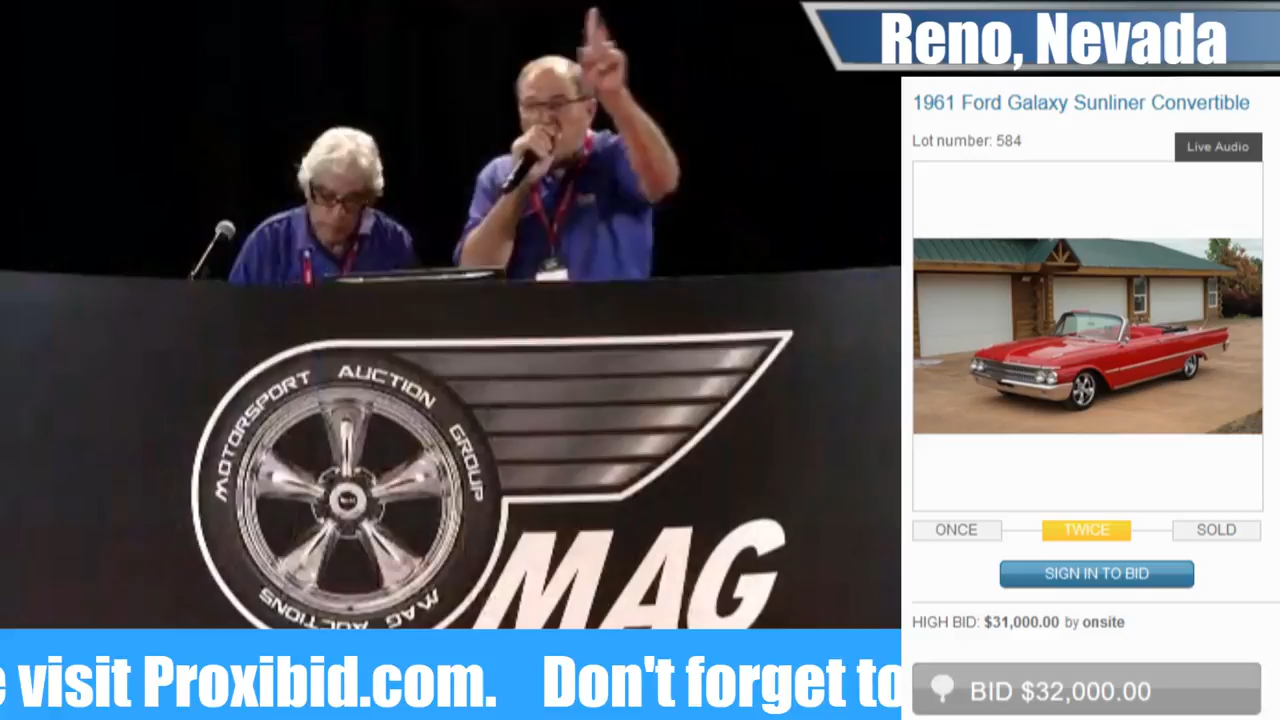 Reno, Nevada
1961 Ford Galaxy Sunliner Convertible
Lot number: 584
Live Audio
MOTORSPORT AUCTION GROUP
MAG AUCTIONS
MAG
ONCE
TWICE
SOLD
SIGN IN TO BID
HIGH BID: $31,000.00 by onsite
BID $32,000.00
visit Proxibid.com. Don't forget to